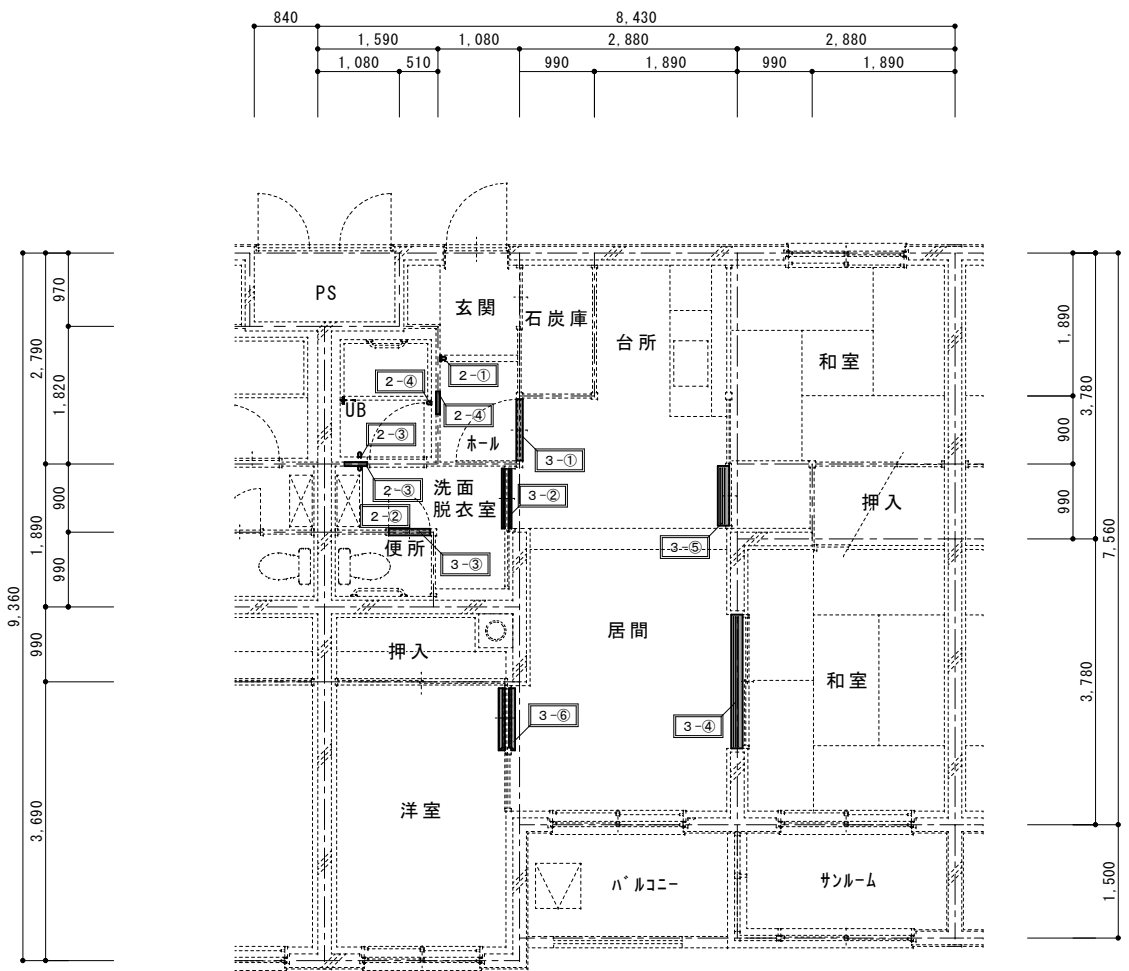 840
8,430
1,590
1,080
2,880
2,880
1,080
510
990
1,890
990
1,890
PS
玄関
石炭庫
台所
和室
2-①
2-④
2-④
UB
2-③
ホール
3-①
洗面
脱衣室
2-③
3-②
押入
2-②
便所
3-③
3-⑤
居間
押入
和室
3-⑥
3-④
洋室
バルコニー
サンルーム
970
2,790
1,820
900
1,890
990
9,360
990
3,690
1,890
3,780
900
990
7,560
3,780
1,500